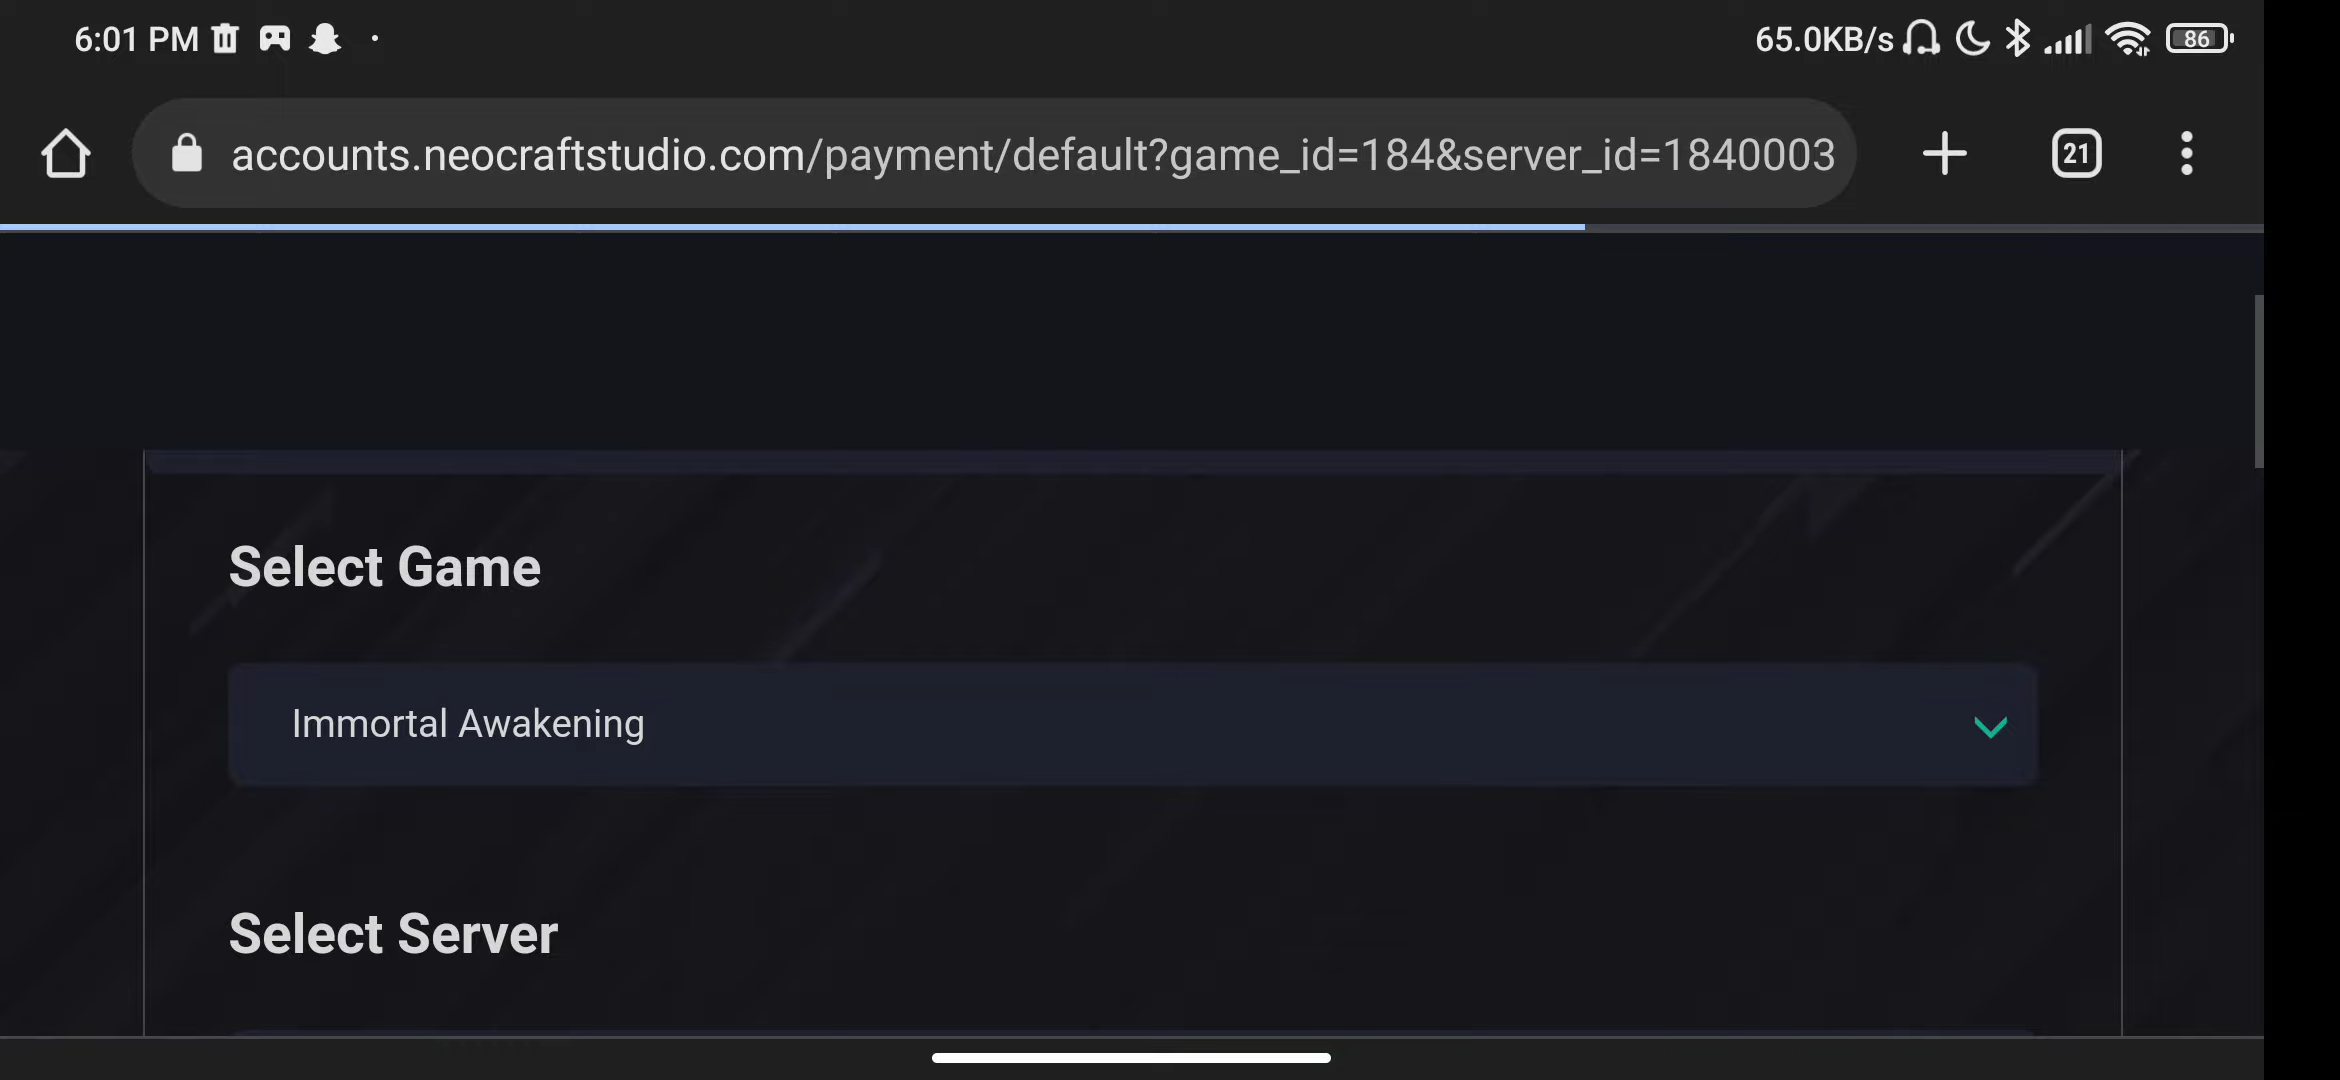 6:01 PM
65.0KB/s
86
accounts.neocraftstudio.com/payment/default?game_id=184&server_id=1840003
21
Select Game
Immortal Awakening
Select Server